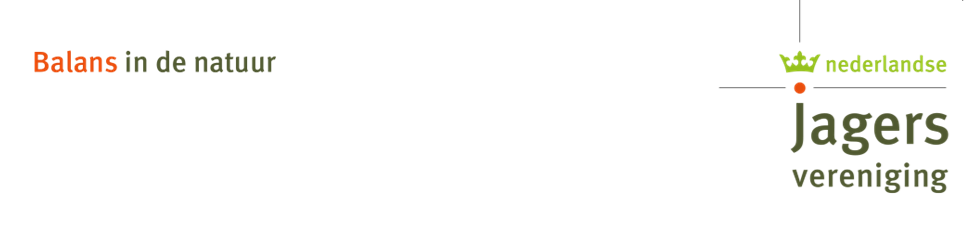 Balans in de natuur
nederlandse
Jagers
vereniging